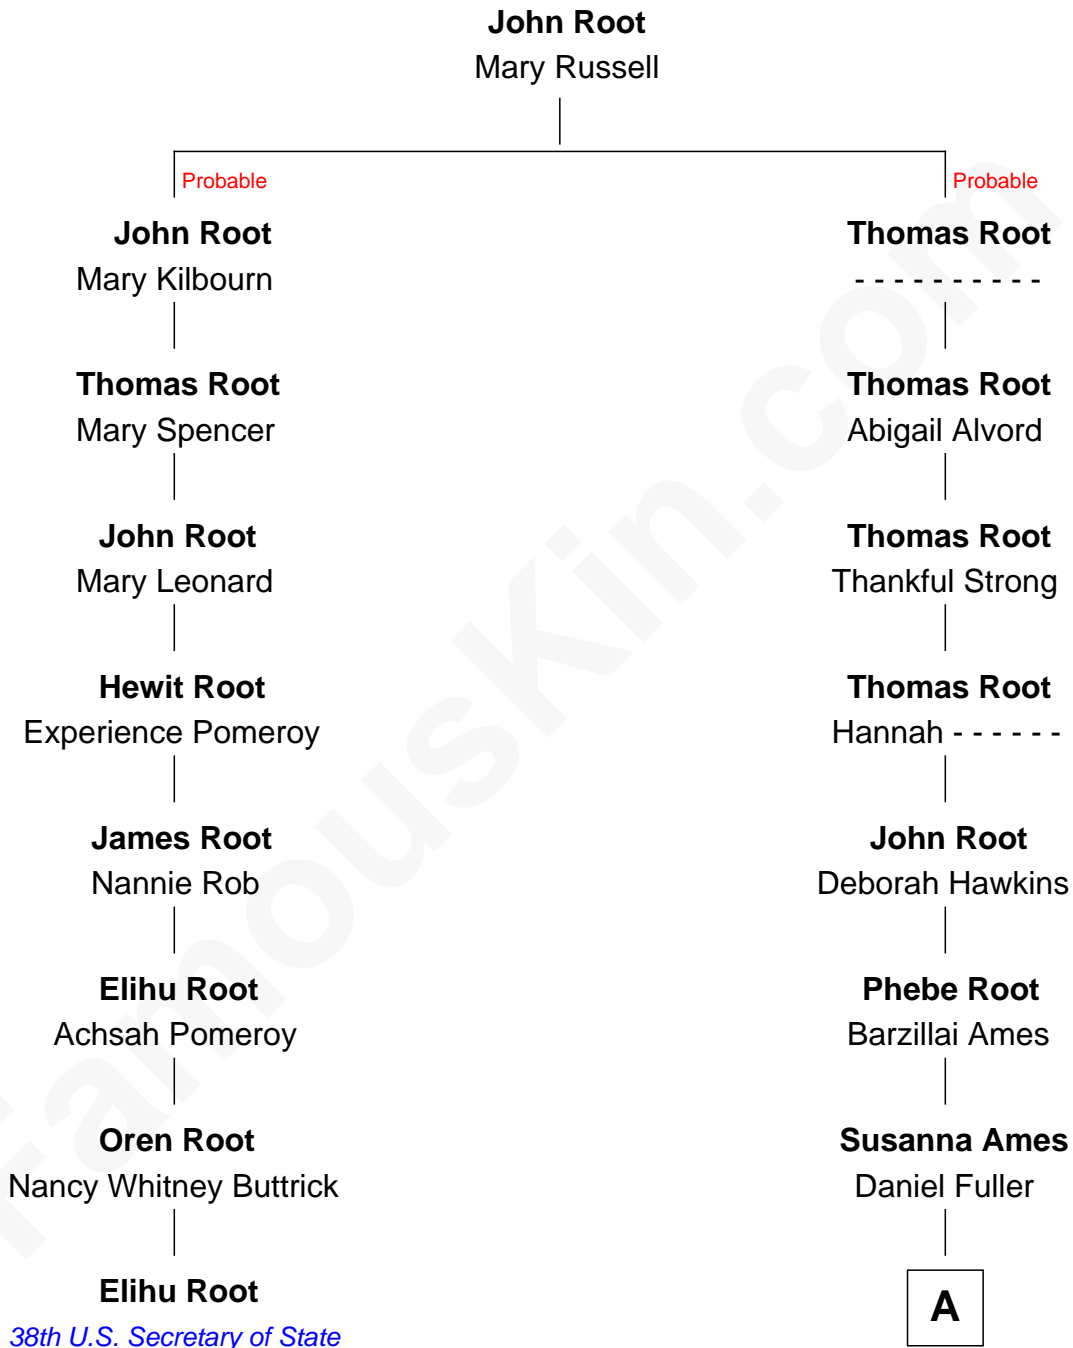 John Root
Mary Russell
Probable
Probable
John Root
Thomas Root
Mary Kilbourn
- - - - - - - - - -
Thomas Root
Thomas Root
Mary Spencer
Abigail Alvord
John Root
Thomas Root
Mary Leonard
Thankful Strong
Hewit Root
Thomas Root
Experience Pomeroy
Hannah - - - - - -
James Root
John Root
Nannie Rob
Deborah Hawkins
Elihu Root
Phebe Root
Achsah Pomeroy
Barzillai Ames
Oren Root
Susanna Ames
Nancy Whitney Buttrick
Daniel Fuller
Elihu Root
A
38th U.S. Secretary of State
FamousKin.com